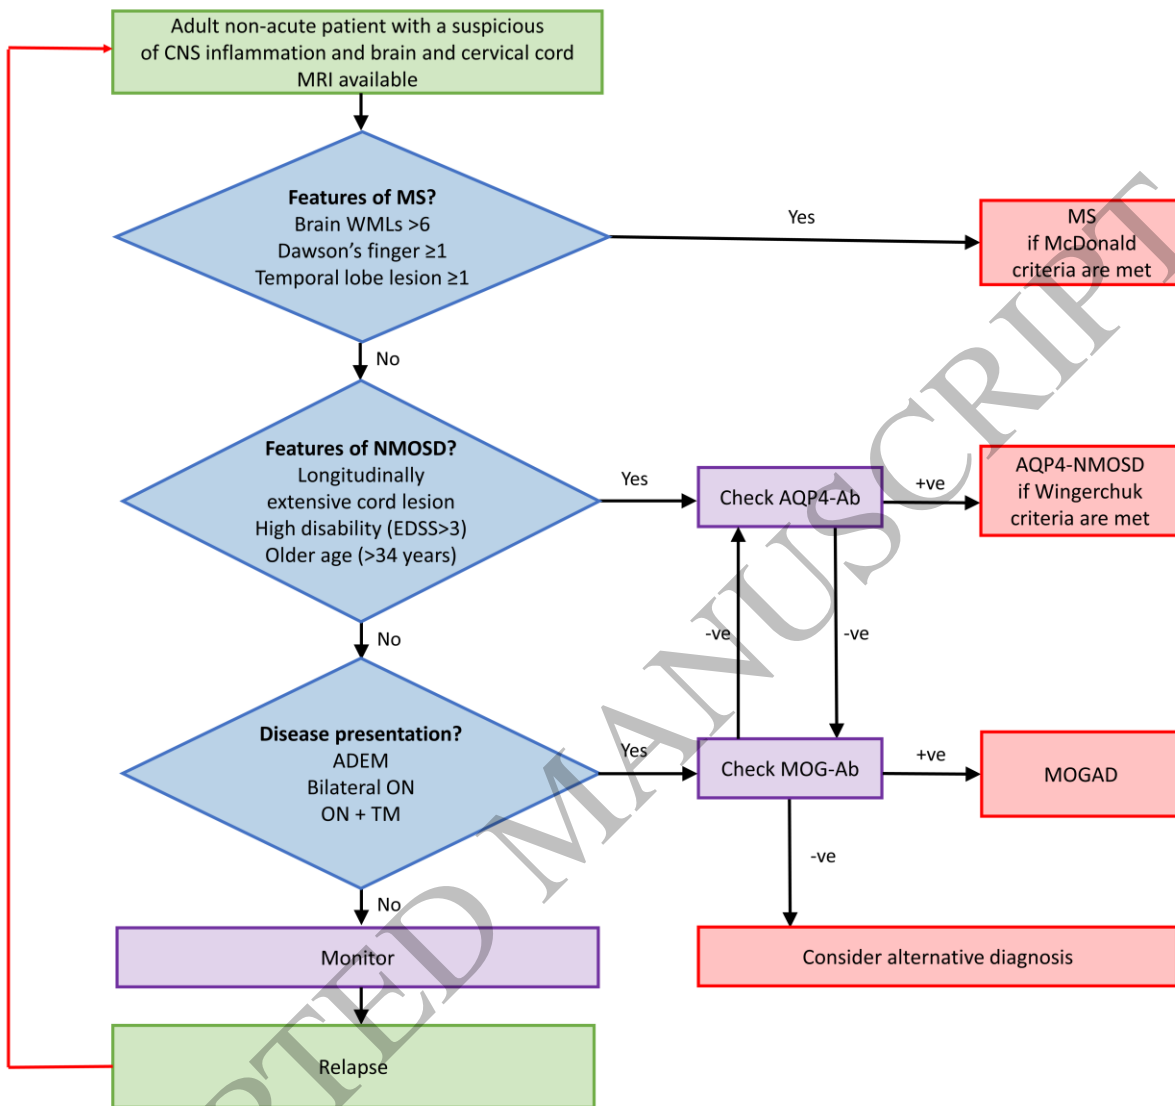 Adult non-acute patient with a suspicious
of CNS inflammation and brain and cervical cord
MRI available
Features of MS?
Brain WMLs >6
Dawson's finger ≥1
Temporal lobe lesion ≥1
Yes
MS
if McDonald
criteria are met
No
Features of NMOSD?
Longitudinally
extensive cord lesion
High disability (EDSS>3)
Older age (>34 years)
Yes
Check AQP4-Ab
+ve
AQP4-NMOSD
if Wingerchuk
criteria are met
-ve
-ve
No
Disease presentation?
ADEM
Bilateral ON
ON + TM
Yes
Check MOG-Ab
+ve
MOGAD
-ve
No
Monitor
Consider alternative diagnosis
Relapse
RTED MANUSCRIPT